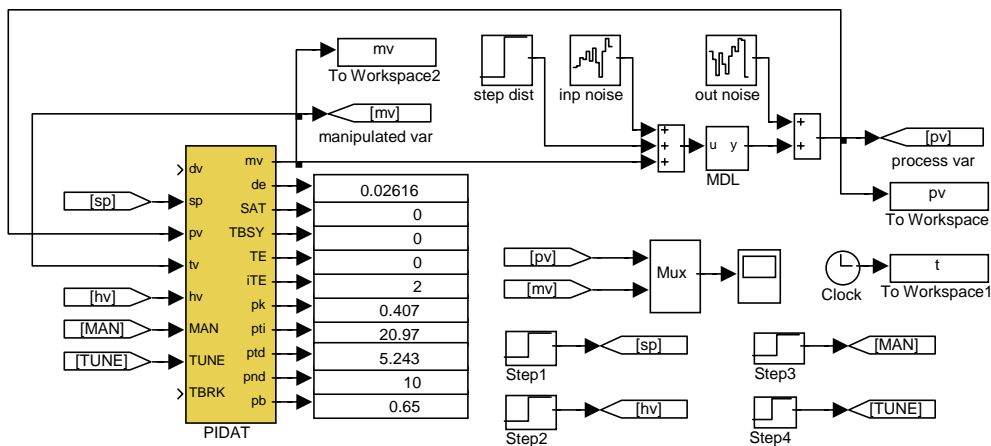 mv
To Workspace2
step dist
inp noise
out noise
[mv]
manipulated var
+
+
+
u y
MDL
+
+
[pv]
process var
pv
To Workspace
dv
sp
pv
tv
hv
MAN
TUNE
TBRK
mv
de
SAT
TBSY
TE
iTE
pk
pti
ptd
pnd
pb
PIDAT
[sp]
[hv]
[MAN]
[TUNE]
0.02616
0
0
0
2
0.407
20.97
5.243
10
0.65
[pv]
[mv]
Mux
Clock
t
To Workspace1
Step1
[sp]
Step3
[MAN]
Step2
[hv]
Step4
[TUNE]